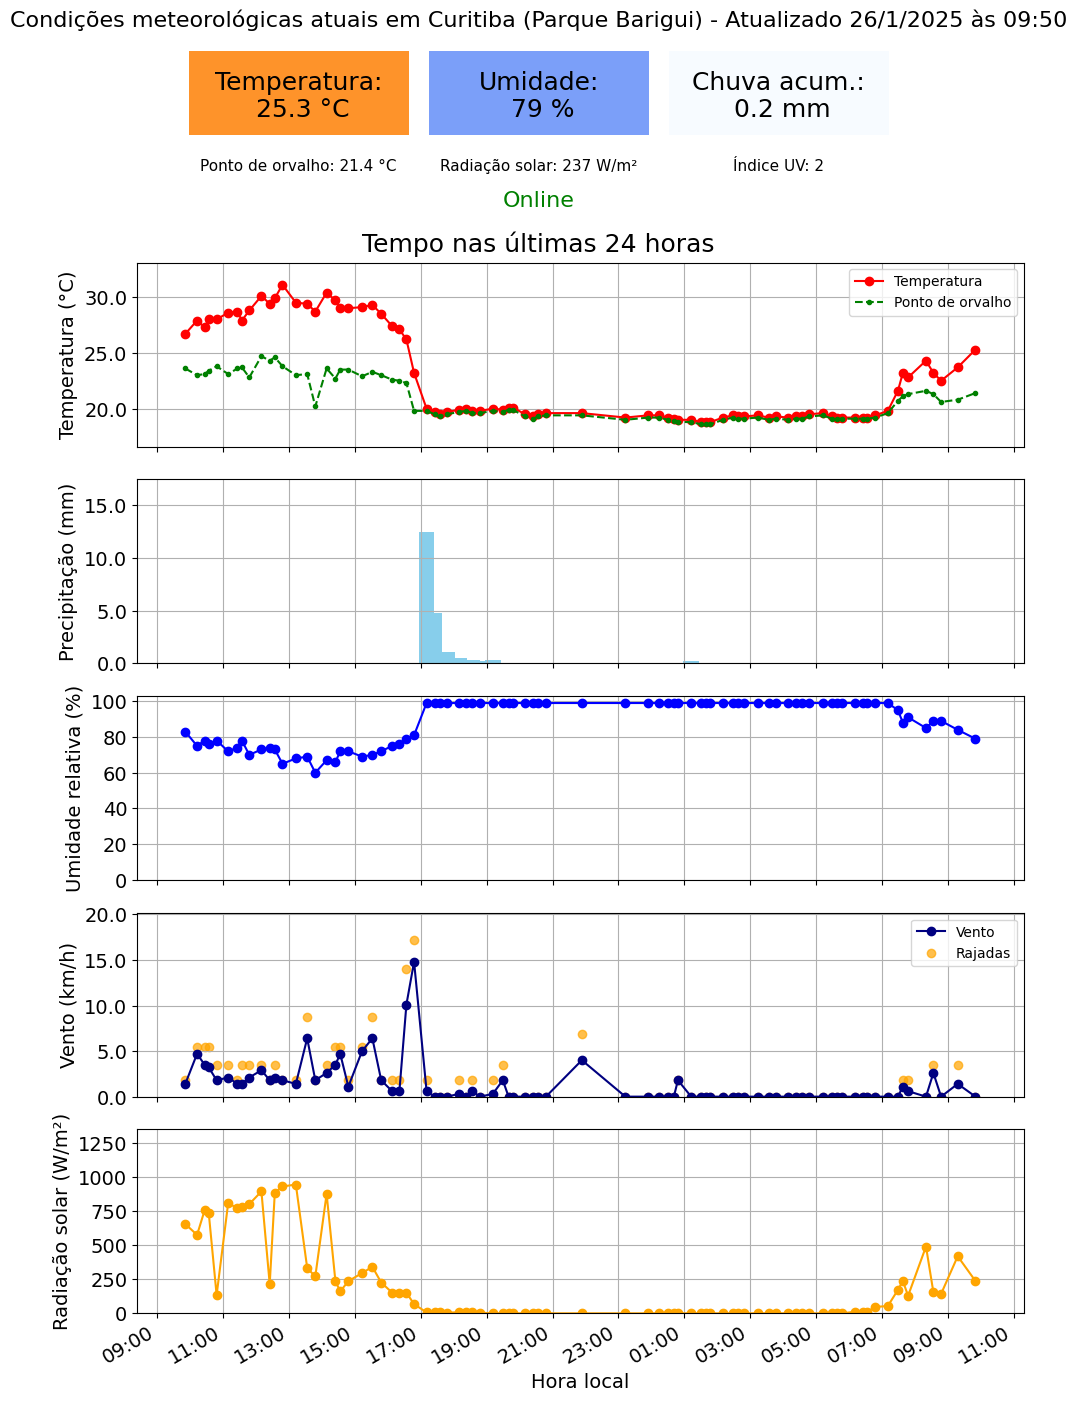 Condições meteorológicas atuais em Curitiba (Parque Barigui) - Atualizado 26/1/2025 às 09:50
Temperatura:
25.3 °C
Umidade:
79 %
Chuva acum.:
0.2 mm
Ponto de orvalho: 21.4 °C
Radiação solar: 237 W/m²
Índice UV: 2
Online
Tempo nas últimas 24 horas
Temperatura (°C)
30.0
25.0
20.0
Temperatura
Ponto de orvalho
Precipitação (mm)
15.0
10.0
5.0
0.0
Umidade relativa (%)
100
80
60
40
20
0
Vento (km/h)
20.0
15.0
10.0
5.0
0.0
Vento
Rajadas
Radiação solar (W/m²)
1250
1000
750
500
250
0
09:00
11:00
13:00
15:00
17:00
19:00
21:00
23:00
01:00
03:00
05:00
07:00
09:00
11:00
Hora local